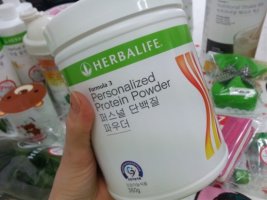 HERBALIFE.
Formula 3
Personalized
Protein Powder
퍼스널 단백질
파우더
360g